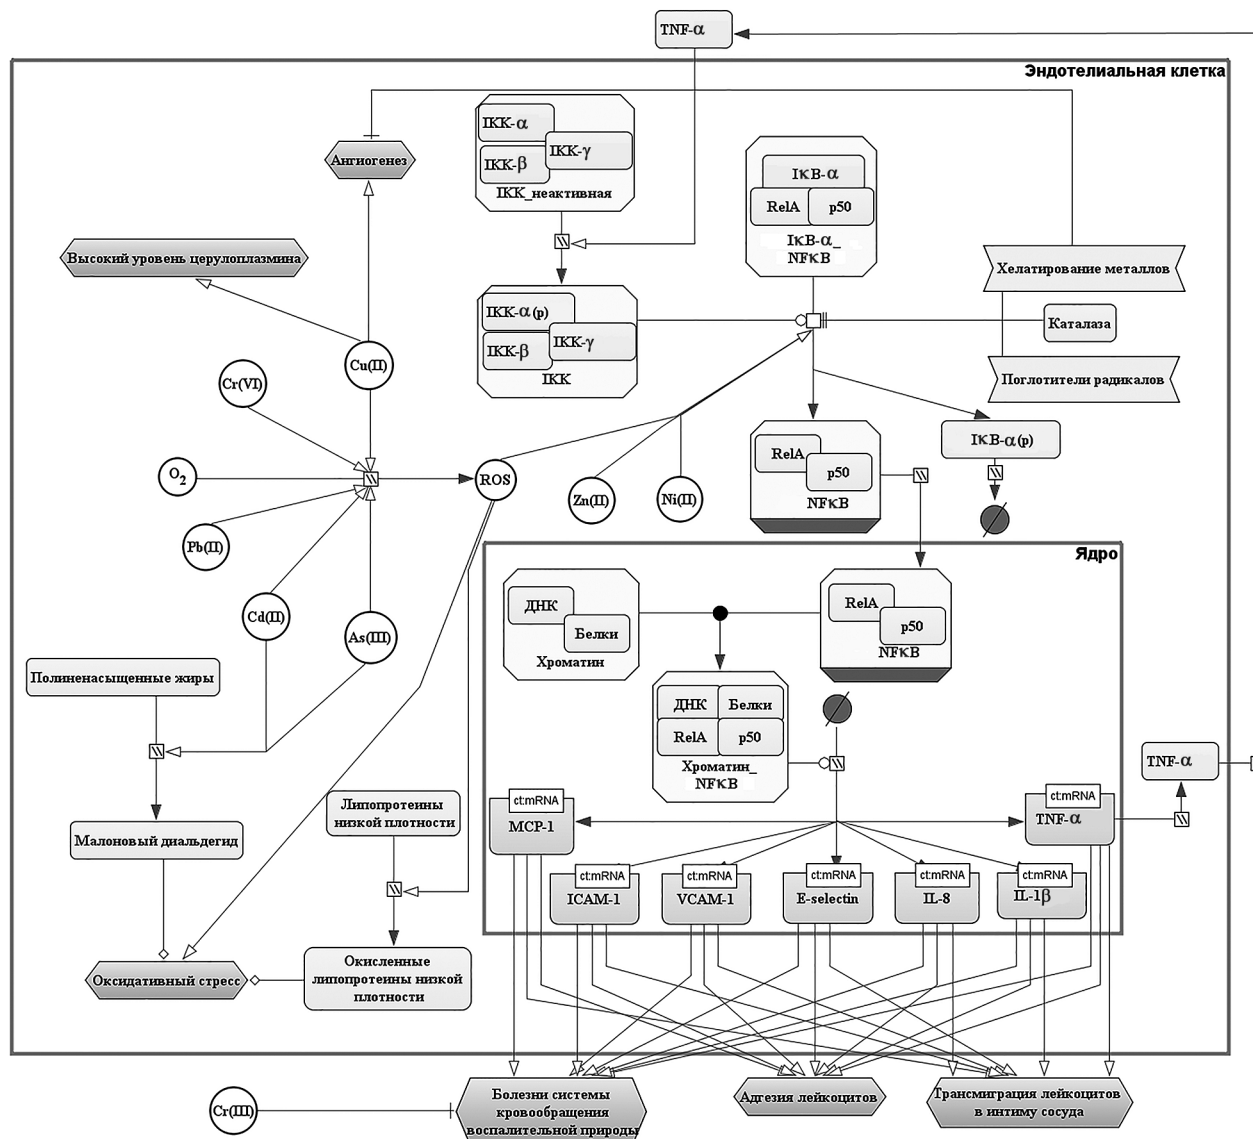 TNF-α
Эндотелиальная клетка
IKK-α
IKK-γ
IKK-β
IKK_неактивная
Ангиогенез
IκB-α
RelA
p50
IκB-α_
NFκB
Высокий уровень церулоплазмина
Хелатирование металлов
IKK-α(p)
IKK-γ
IKK-β
IKK
Каталаза
Cu(II)
Cr(VI)
Поглотители радикалов
RelA
p50
NFκB
IκB-α(p)
O2
ROS
Zn(II)
Ni(II)
Pb(II)
Ядро
ДНК
Белки
Хроматин
RelA
p50
NFκB
Cd(II)
As(III)
Полиненасыщенные жиры
ДНК
Белки
RelA
p50
Хроматин_
NFκB
TNF-α
Липопротеины
низкой плотности
Малоновый диальдегид
ct:mRNA
MCP-1
ct:mRNA
TNF-α
ct:mRNA
ICAM-1
ct:mRNA
VCAM-1
ct:mRNA
E-selectin
ct:mRNA
IL-8
ct:mRNA
IL-1β
Оксидативный стресс
Окисленные
липопротеины низкой
плотности
Cr(III)
Болезни системы
кровообращения
воспалительной природы
Адгезия лейкоцитов
Трансмиграция лейкоцитов
в интиму сосуда